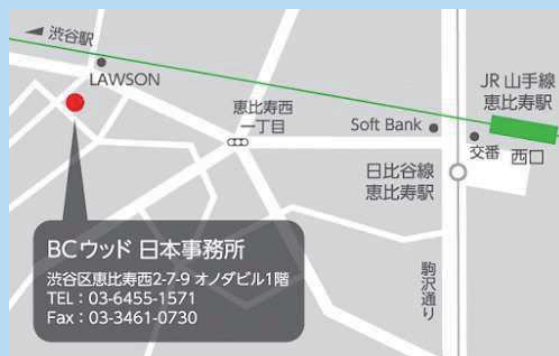 渋谷駅
LAWSON
恵比寿西
一丁目
Soft Bank
JR 山手線
恵比寿駅
交番
西口
日比谷線
恵比寿駅
駒沢通り
BCウッド 日本事務所
渋谷区恵比寿西2-7-9 オノダビル1階
TEL：03-6455-1571
Fax：03-3461-0730